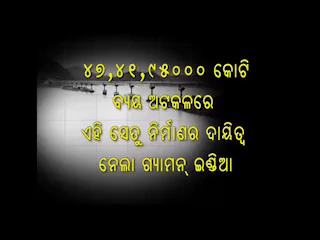 ୪୭,୪୧,୯୫୦୦୦ କୋଟି
ବ୍ୟୟ ଅଟକଳରେ
ଏହି ସେତୁ ନିର୍ମାଣର ଦାୟିତ୍ୱ
ନେଲା ଗ୍ୟାମନ୍ ଇଣ୍ଡିଆ